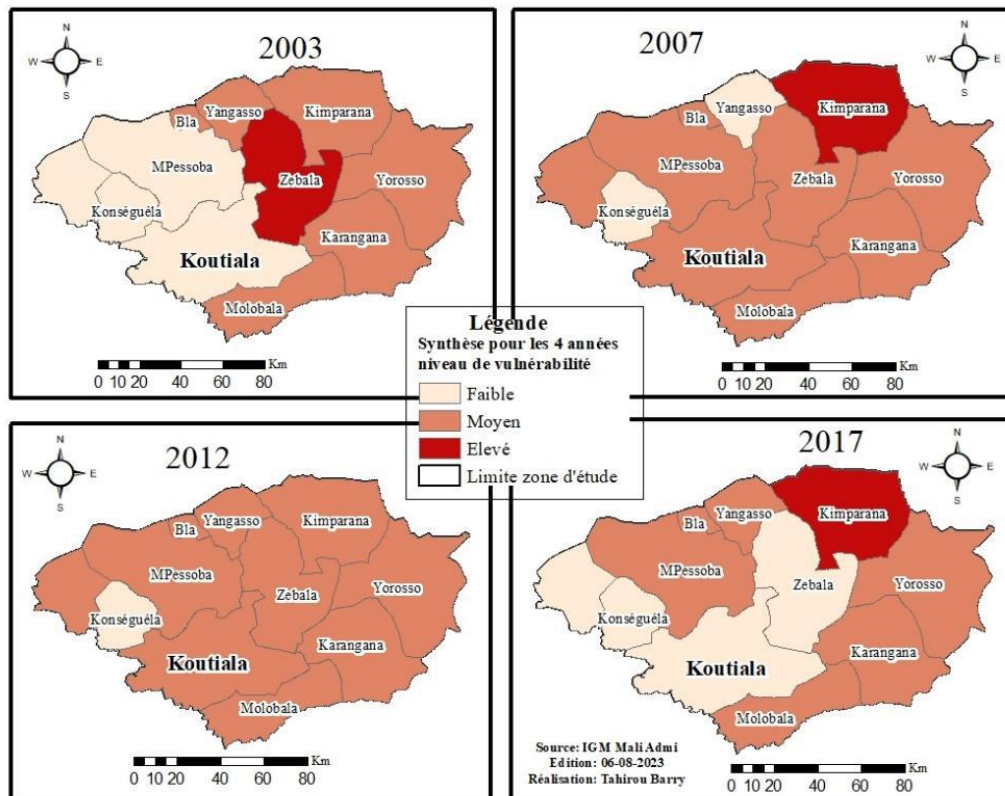 N
W E
S
2003
Yangasso
Kimparana
Bla
MPessoba
Zebala
Yorosso
Konséguéla
Karangana
Koutiala
Molobala
0 10 20 40 60 80 Km
N
W E
S
2007
Yangasso
Kimparana
Bla
MPessoba
Zebala
Yorosso
Konséguéla
Karangana
Koutiala
Molobala
0 10 20 40 60 80 Km
Légende
Synthèse pour les 4 années
niveau de vulnérabilité
Faible
Moyen
Elevé
Limite zone d'étude
N
W E
S
2012
Yangasso
Kimparana
Bla
MPessoba
Zebala
Yorosso
Konséguéla
Karangana
Koutiala
Molobala
0 10 20 40 60 80 Km
N
W E
S
2017
Yangasso
Kimparana
Bla
MPessoba
Zebala
Yorosso
Konséguéla
Karangana
Koutiala
Molobala
Source: IGM Mali Admi
Edition: 06-08-2023
Réalisation: Tahirou Barry
0 10 20 40 60 80 Km